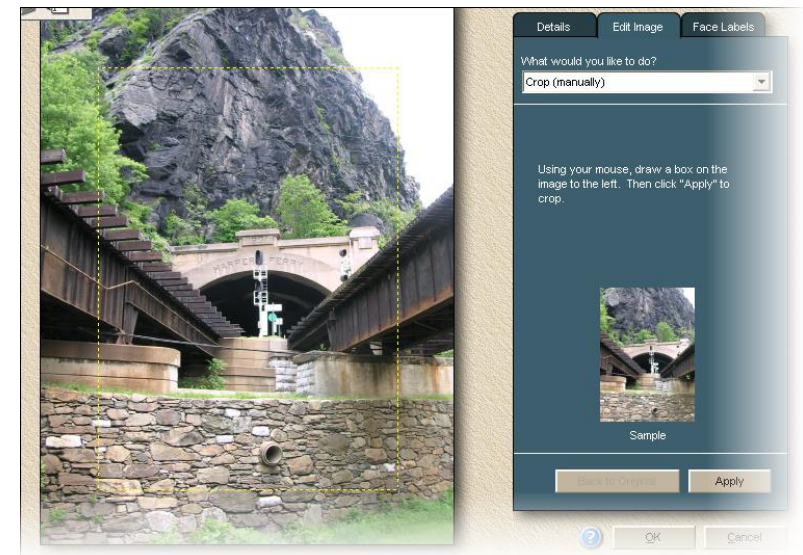 Details
Edit Image
Face Labels
What would you like to do?
Crop (manually)
HARPERS FERRY
Using your mouse, draw a box on the
image to the left. Then click "Apply" to
crop.
Sample
Back to Original
Apply
?
OK
Cancel